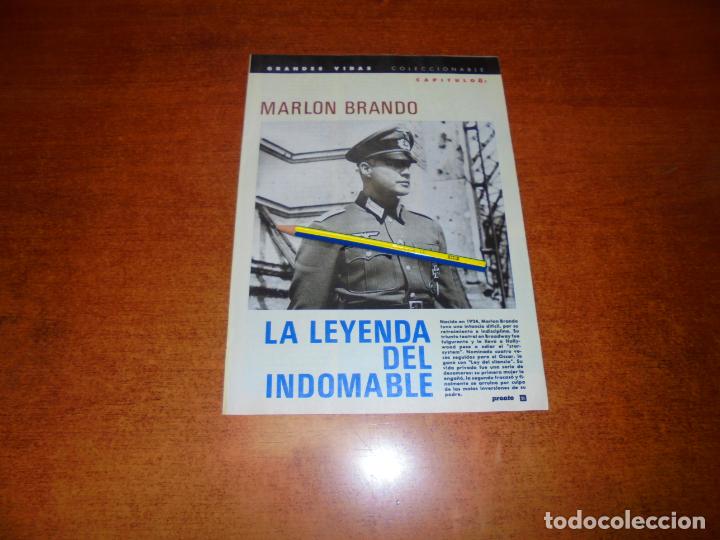 GRANDES VIDAS COLECCIONABLE
CAPITULO 8:
MARLON BRANDO
LA LEYENDA
DEL
INDOMABLE
Nacido en 1924, Marlon Brando
tuvo una infancia difícil, por su
retraimiento e indisciplina. Su
triunfo teatral en Broadway fue
fulgurante y le llevó a Holly-
wood pese a odiar el "star-
system". Nominado cuatro ve-
ces seguidas para el Oscar, lo
ganó con "Ley del silencio". Su
vida privada fue una serie de
desamores: su primera mujer le
engañó, la segunda fracasó y fi-
nalmente se arruinó por culpa
de las malas inversiones de su
padre.
pronto
todocoleccion